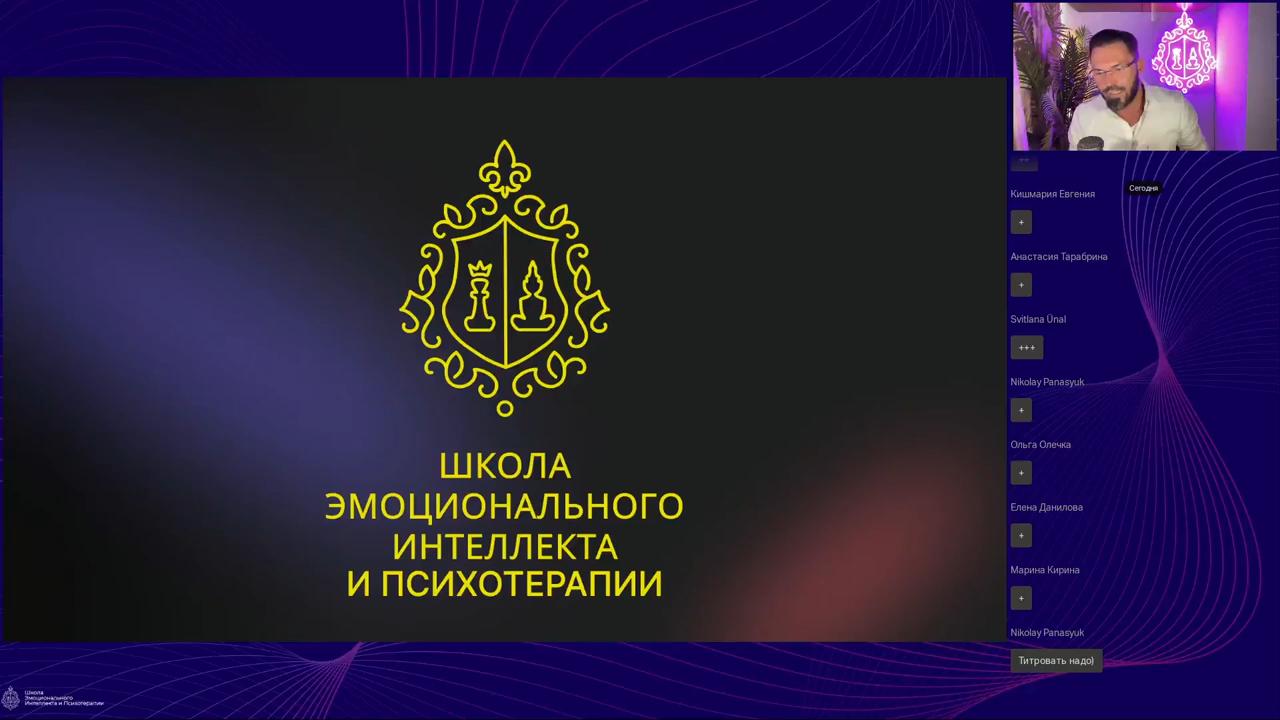 ШКОЛА
ЭМОЦИОНАЛЬНОГО
ИНТЕЛЛЕКТА
И ПСИХОТЕРАПИИ
++
Сегодня
Кишмария Евгения
+
Анастасия Тарабрина
+
Svitlana Ünal
+++
Nikolay Panasyuk
+
Ольга Олечка
+
Елена Данилова
+
Марина Кирина
+
Nikolay Panasyuk
Титровать надо)
Школа
Эмоционального
Интеллекта и Психотерапии